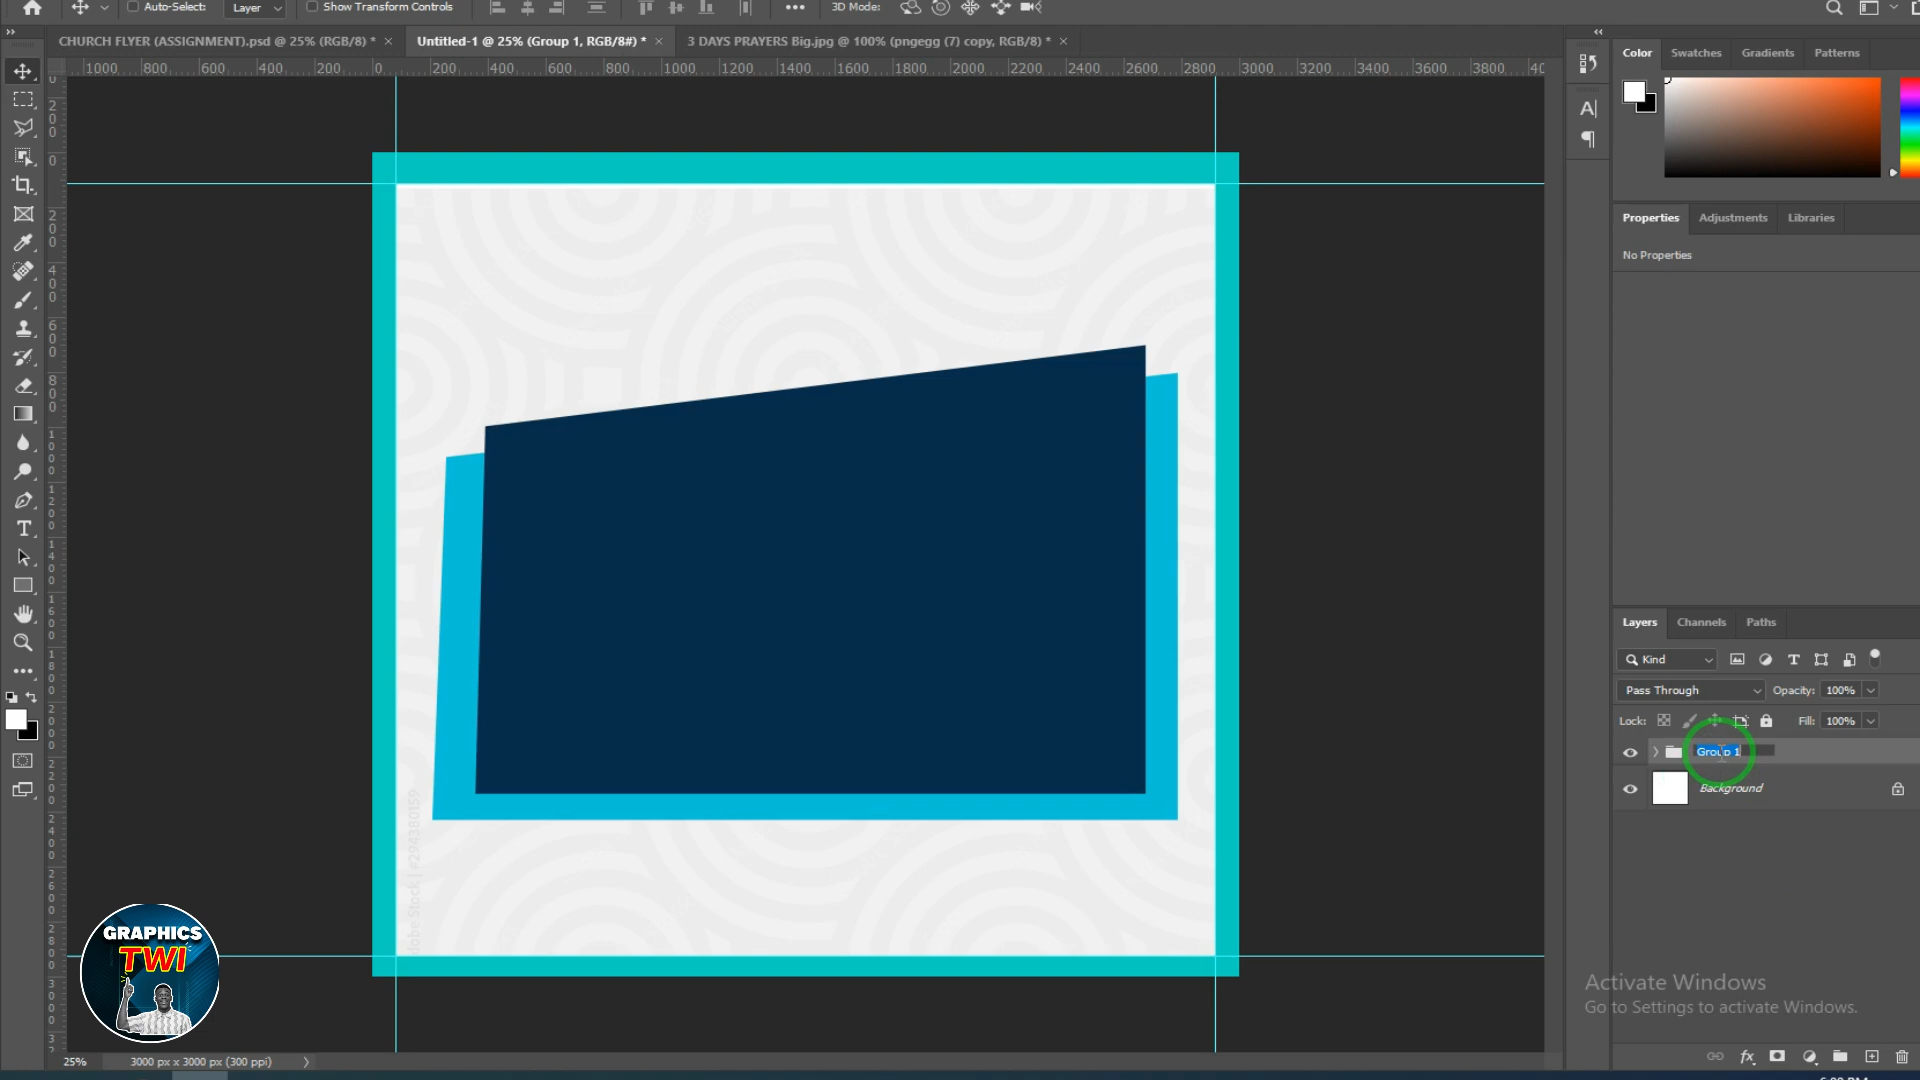 Auto-Select:
Layer
Show Transform Controls
3D Mode:
CHURCH FLYER (ASSIGNMENT).psd @ 25% (RGB/8) *
Untitled-1 @ 25% (Group 1, RGB/8#) *
3 DAYS PRAYERS Big.jpg @ 100% (pngegg (7) copy, RGB/8) *
1000 800 600 400 200 0 200 400 600 800 1000 1200 1400 1600 1800 2000 2200 2400 2600 2800 3000 3200 3400 3600 3800
Color
Swatches
Gradients
Patterns
Properties
Adjustments
Libraries
No Properties
Layers
Channels
Paths
Kind
Pass Through
Opacity: 100%
Lock:
Fill: 100%
Group 1
Background
GRAPHICS
TWI
Activate Windows
Go to Settings to activate Windows.
25%
3000 px x 3000 px (300 ppi)